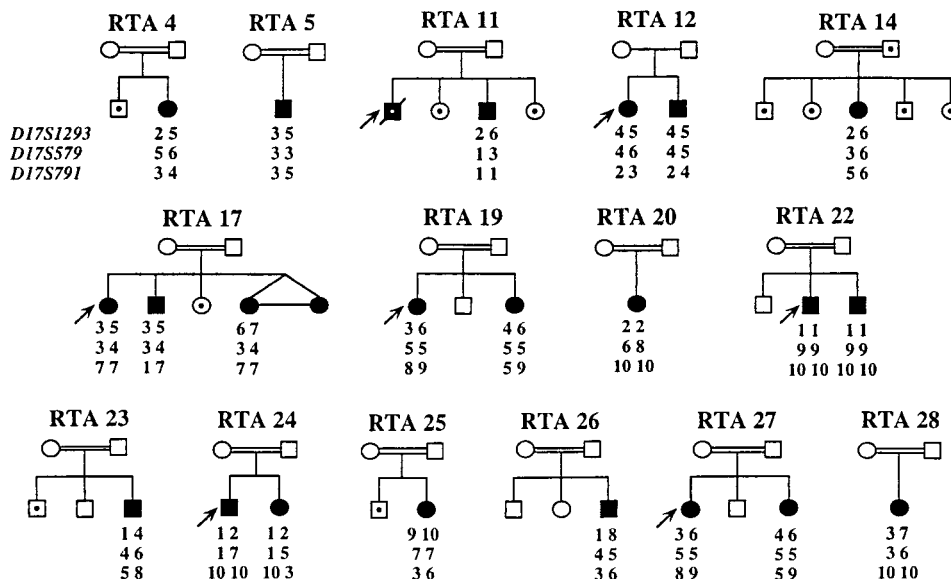 RTA 4 RTA 5 RTA 11 RTA 12 RTA 14
D17S1293 2 5 3 5 2 6 4 5 4 5 2 6
D17S579 5 6 3 3 1 3 4 6 4 5 3 6
D17S791 3 4 3 5 1 1 2 3 2 4 5 6
RTA 17 RTA 19 RTA 20 RTA 22
3 5 3 5 6 7 3 6 4 6 2 2 1 1 1 1
3 4 3 4 3 4 5 5 5 5 6 8 9 9 9 9
7 7 1 7 7 7 8 9 5 9 10 10 10 10 10 10
RTA 23 RTA 24 RTA 25 RTA 26 RTA 27 RTA 28
1 4 1 2 1 2 9 10 1 8 3 6 4 6 3 7
4 6 1 7 1 5 7 7 4 5 5 5 5 5 3 6
5 8 10 10 10 3 3 6 3 6 8 9 5 9 10 10